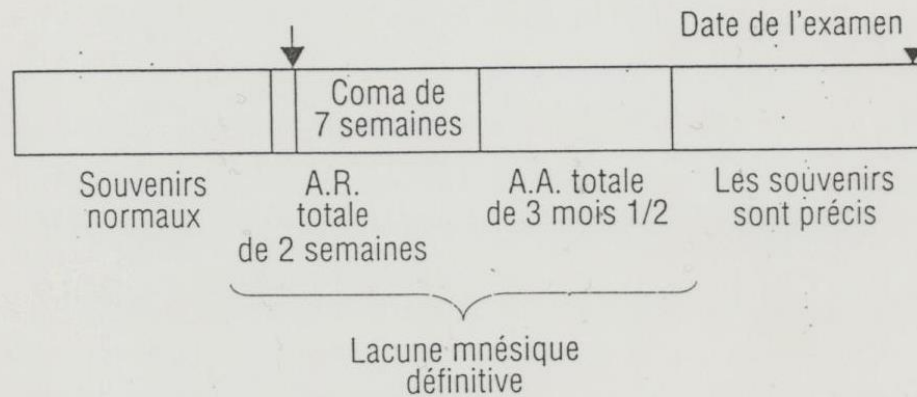 Date de l'examen
Coma de
7 semaines
Souvenirs
normaux
A.R.
totale
de 2 semaines
A.A. totale
de 3 mois 1/2
Les souvenirs
sont précis
Lacune mnésique
définitive